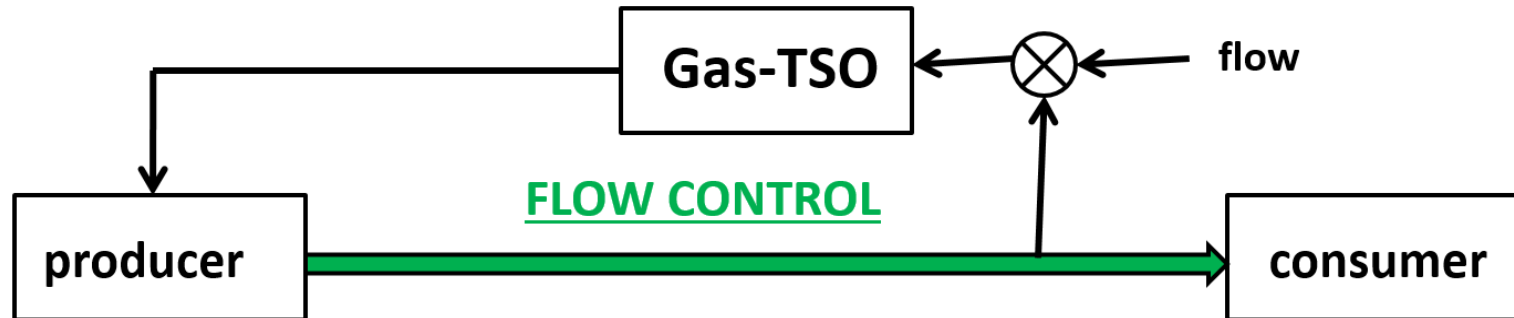 Gas-TSO
flow
FLOW CONTROL
producer
consumer